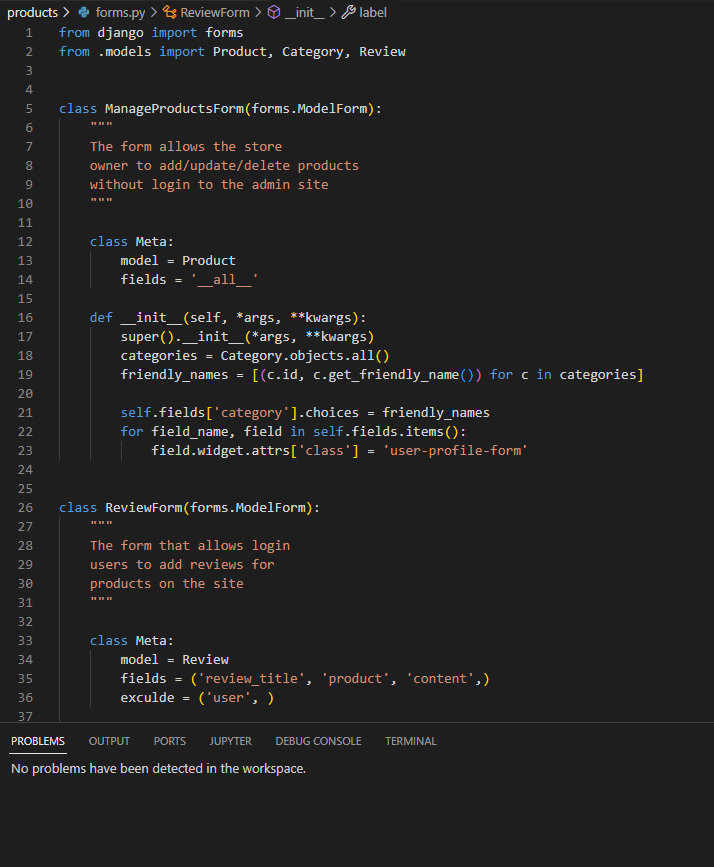 products > forms.py > ReviewForm > __init__ > label
1 from django import forms
2 from .models import Product, Category, Review
3
4
5 class ManageProductsForm(forms.ModelForm):
6     """
7     The form allows the store
8     owner to add/update/delete products
9     without login to the admin site
10     """
11
12     class Meta:
13         model = Product
14         fields = '__all__'
15
16     def __init__(self, *args, **kwargs):
17         super().__init__(*args, **kwargs)
18         categories = Category.objects.all()
19         friendly_names = [(c.id, c.get_friendly_name()) for c in categories]
20
21         self.fields['category'].choices = friendly_names
22         for field_name, field in self.fields.items():
23             field.widget.attrs['class'] = 'user-profile-form'
24
25
26 class ReviewForm(forms.ModelForm):
27     """
28     The form that allows login
29     users to add reviews for
30     products on the site
31     """
32
33     class Meta:
34         model = Review
35         fields = ('review_title', 'product', 'content',)
36         exculde = ('user', )
37
PROBLEMS OUTPUT PORTS JUPYTER DEBUG CONSOLE TERMINAL
No problems have been detected in the workspace.